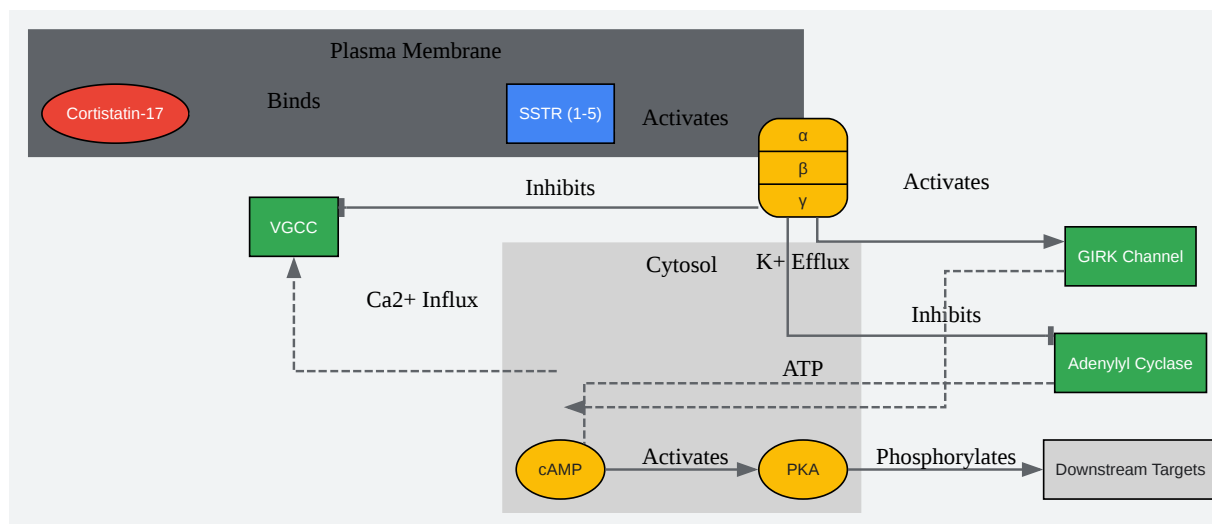 Plasma Membrane
Cortistatin-17
Binds
SSTR (1-5)
Activates
α
β
γ
Inhibits
Activates
VGCC
GIRK Channel
Cytosol
K+ Efflux
Ca2+ Influx
Inhibits
Adenylyl Cyclase
ATP
cAMP
Activates
PKA
Phosphorylates
Downstream Targets